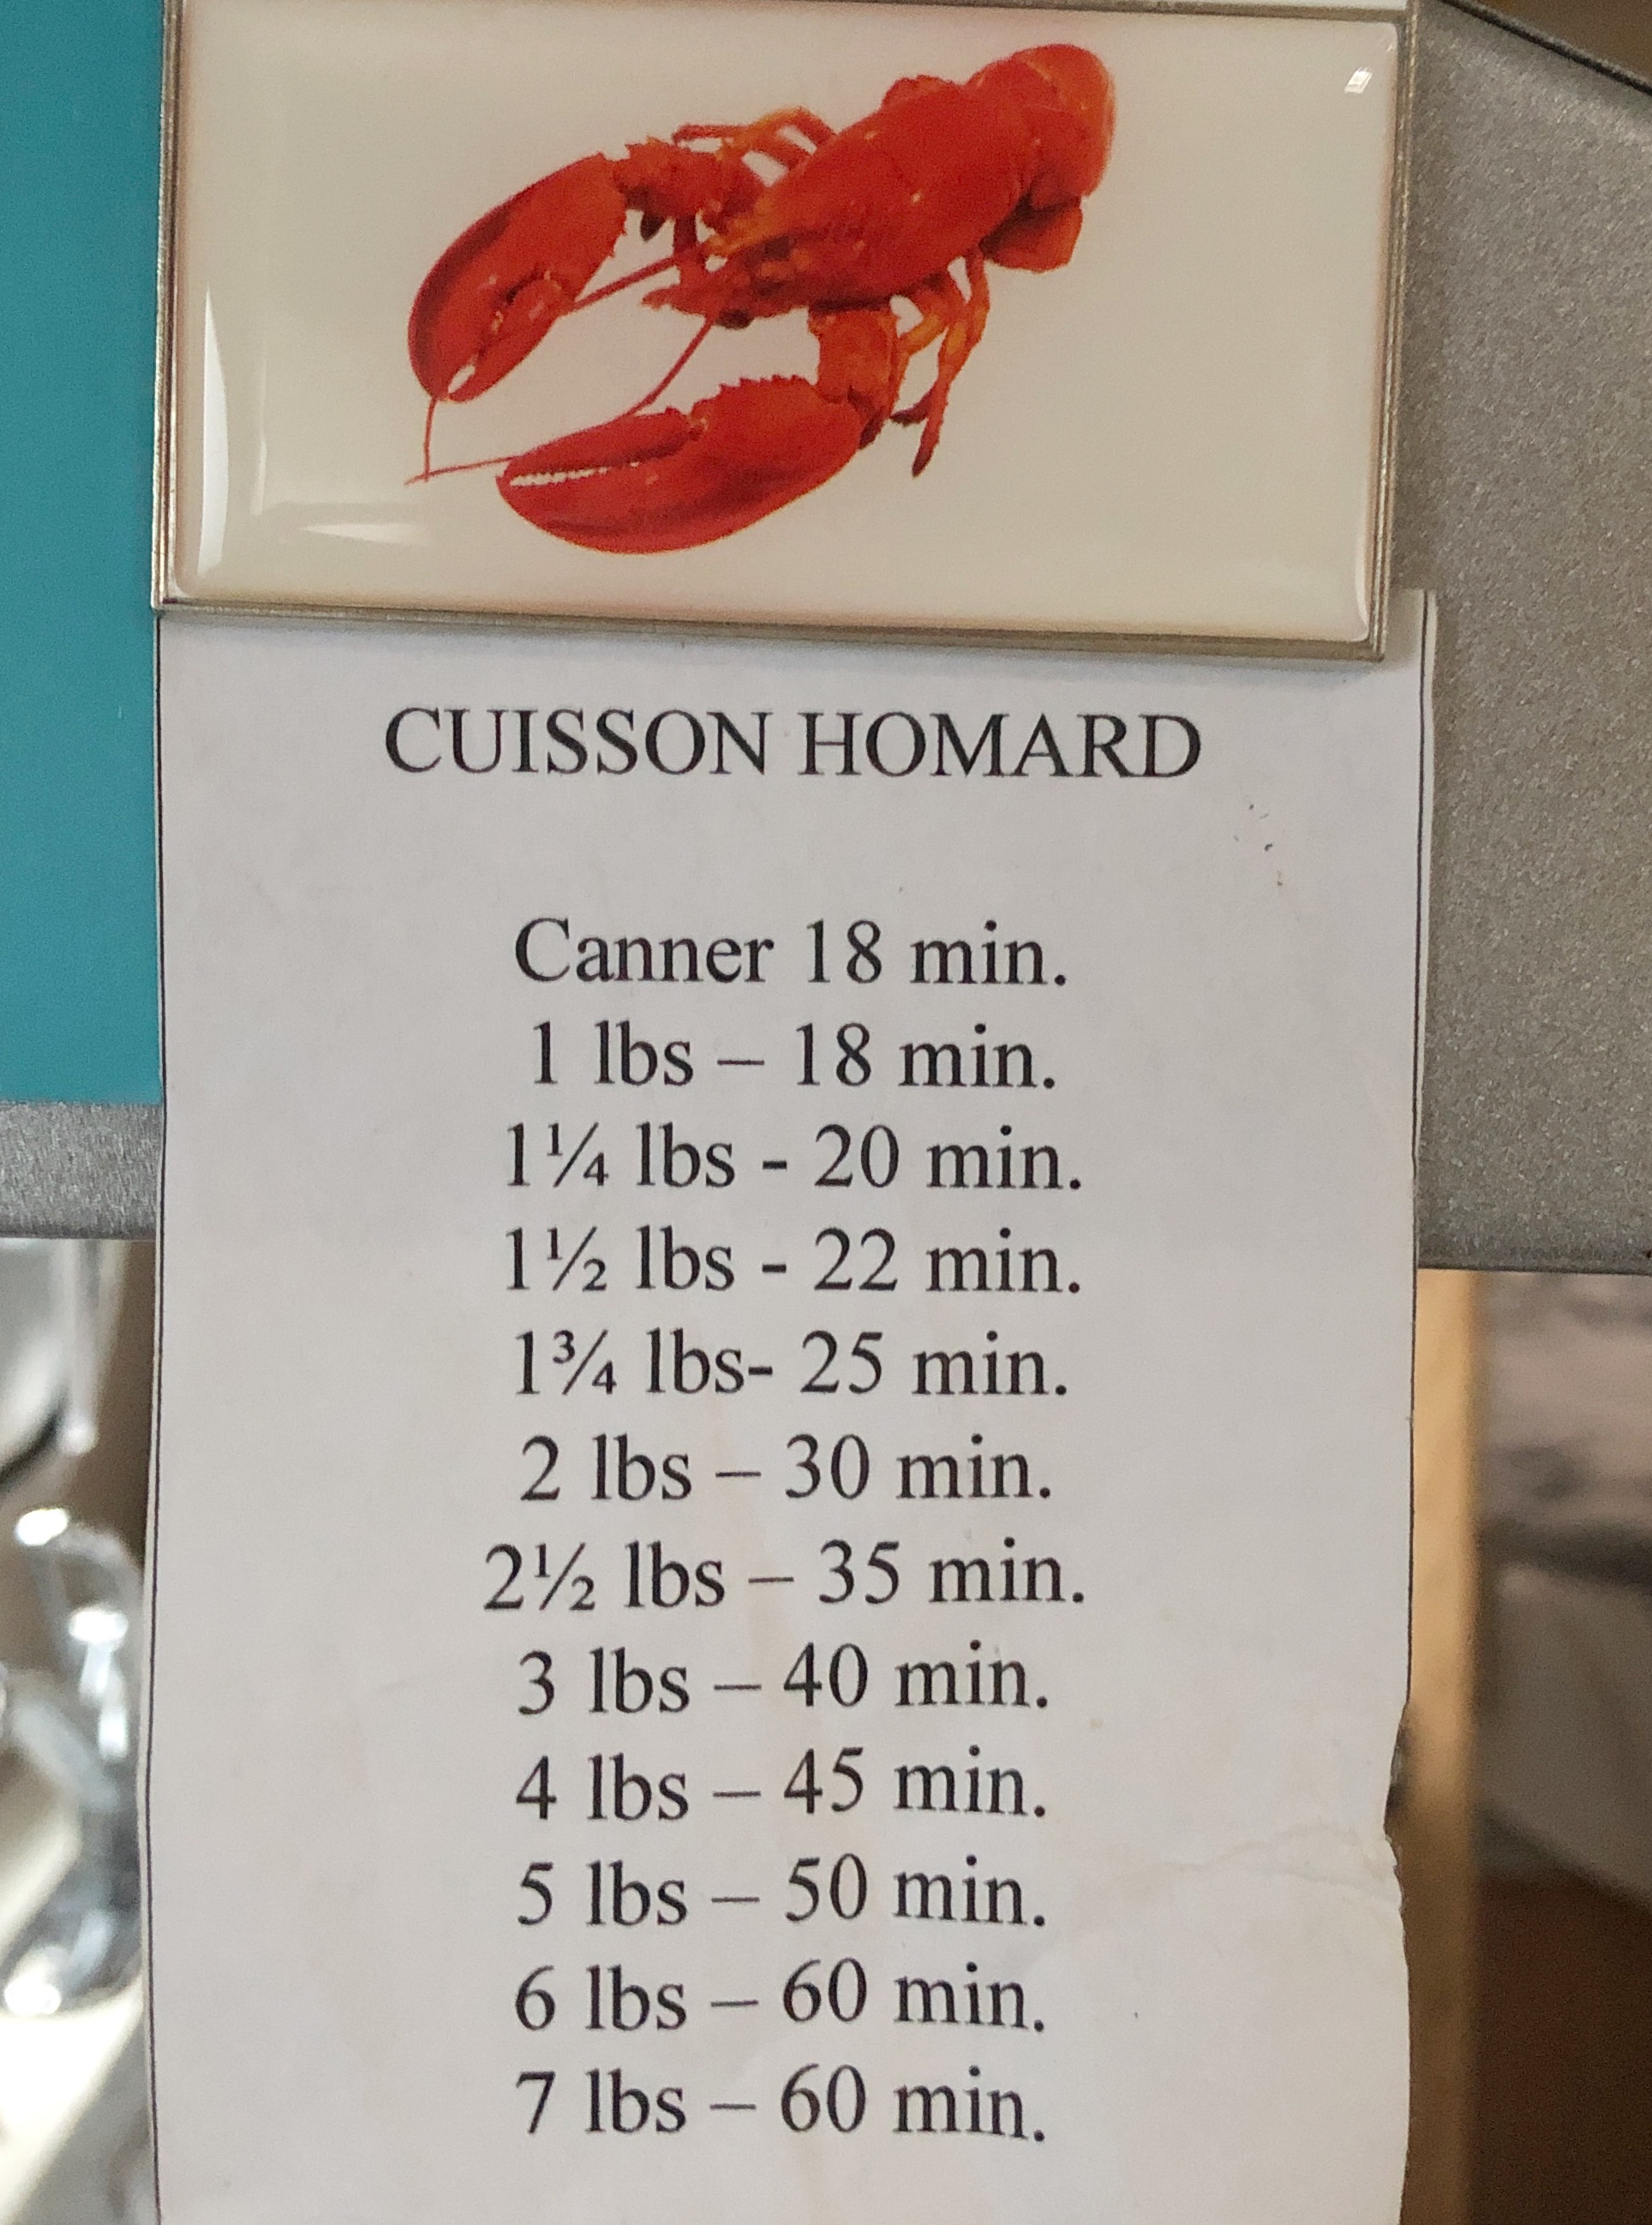 CUISSON HOMARD
Canner 18 min.
1 lbs – 18 min.
1¼ lbs - 20 min.
1½ lbs - 22 min.
1¾ lbs- 25 min.
2 lbs – 30 min.
2½ lbs – 35 min.
3 lbs – 40 min.
4 lbs – 45 min.
5 lbs – 50 min.
6 lbs – 60 min.
7 lbs – 60 min.